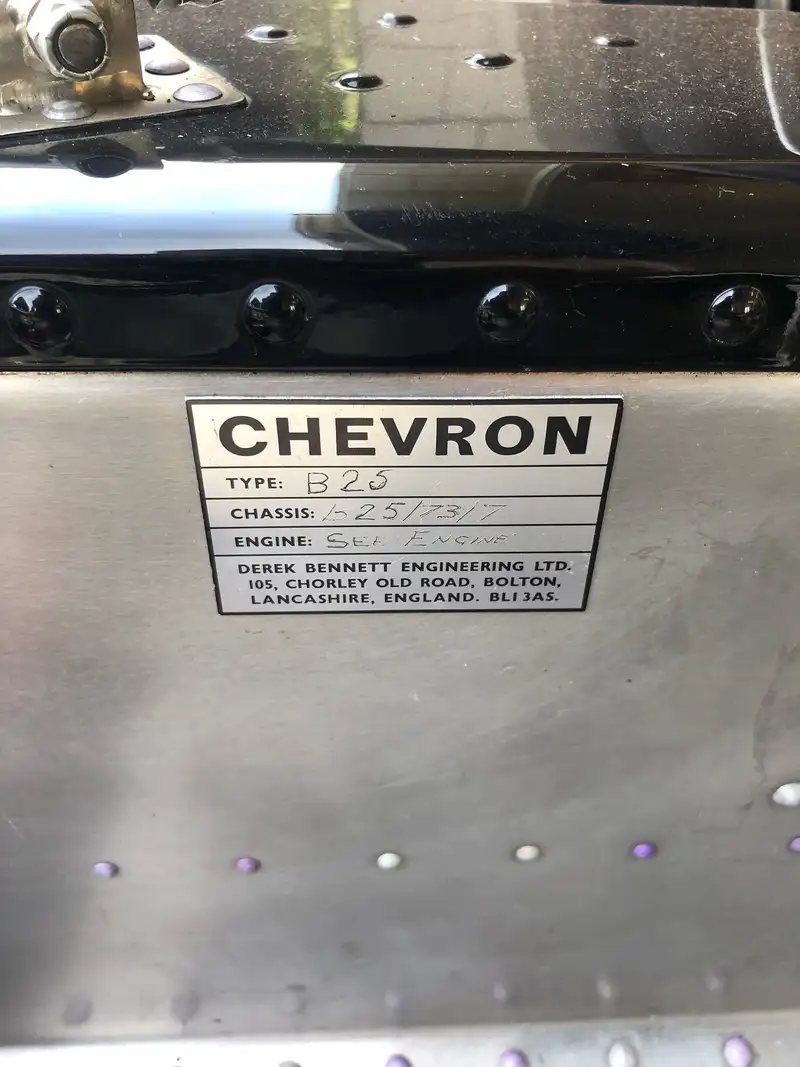 CHEVRON
TYPE: B25
CHASSIS: b25/73/7
ENGINE: SEE ENGINE
DEREK BENNETT ENGINEERING LTD.
105, CHORLEY OLD ROAD, BOLTON,
LANCASHIRE, ENGLAND. BL1 3AS.